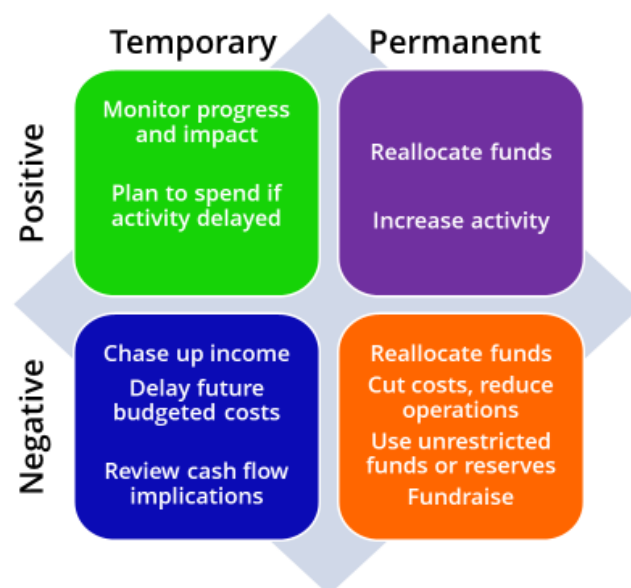 Temporary
Permanent
Positive
Monitor progress
and impact
Plan to spend if
activity delayed
Reallocate funds
Increase activity
Negative
Chase up income
Delay future
budgeted costs
Review cash flow
implications
Reallocate funds
Cut costs, reduce
operations
Use unrestricted
funds or reserves
Fundraise